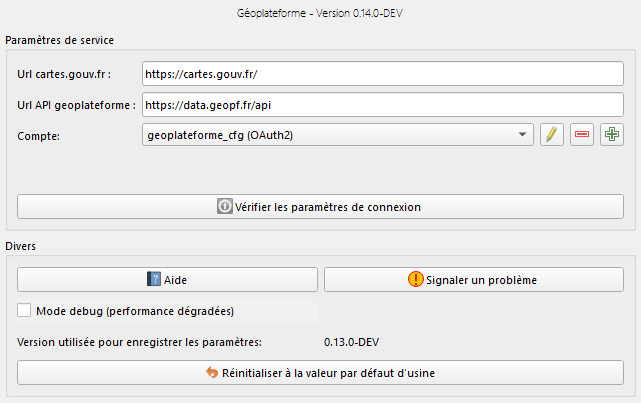 Géoplateforme - Version 0.14.0-DEV
Paramètres de service
Url cartes.gouv.fr : https://cartes.gouv.fr/
Url API geoplateforme : https://data.geopf.fr/api
Compte: geoplateforme_cfg (OAuth2)
Vérifier les paramètres de connexion
Divers
Aide Signaler un problème
Mode debug (performance dégradées)
Version utilisée pour enregistrer les paramètres: 0.13.0-DEV
Réinitialiser à la valeur par défaut d'usine